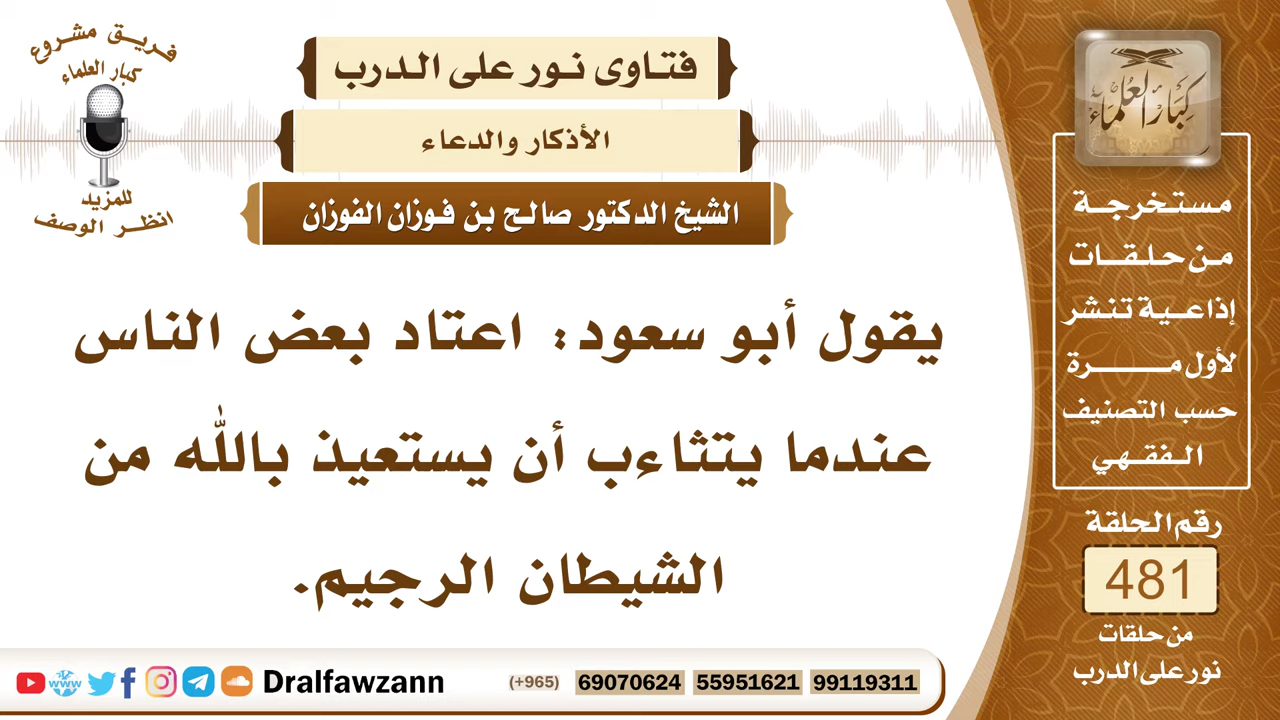 فريق مشروع
كبار العلماء
للمزيد
انظر الوصف
فتاوى نور على الدرب
الأذكار والدعاء
الشيخ الدكتور صالح بن فوزان الفوزان
يقول أبو سعود: اعتاد بعض الناس
عندما يتثاءب أن يستعيذ بالله من
الشيطان الرجيم.
كبار العلماء
مستخرجة
من حلقات
إذاعية تنشر
لأول مرة
حسب التصنيف
الفقهي
رقم الحلقة
481
من حلقات
نور على الدرب
www Dralfawzann (+965) 69070624 55951621 99119311